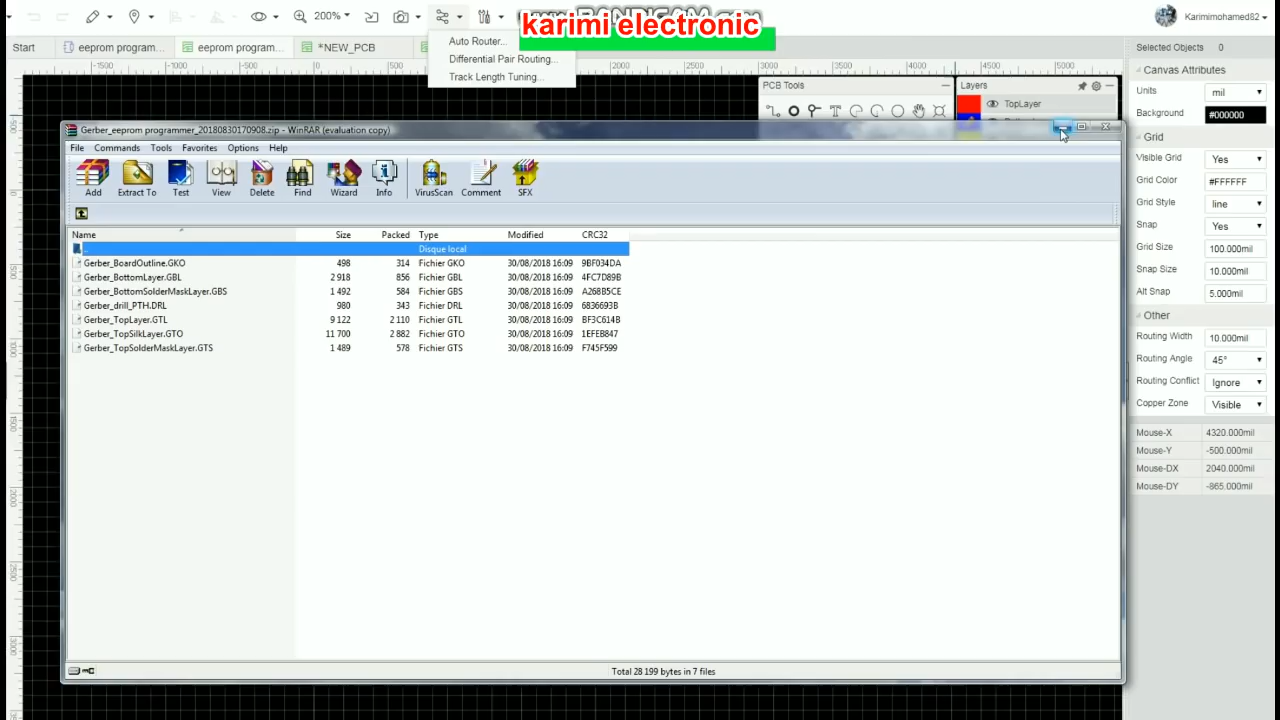 200%
karimi electronic
Karimimohamed82
Start
eeprom program...
eeprom program...
*NEW_PCB
Auto Router...
Differential Pair Routing...
Track Length Tuning...
-1500
-1000
-500
0
2000
2500
3000
3500
4000
4500
5000
PCB Tools
Layers
TopLayer
Selected Objects 0
Canvas Attributes
Units mil
Background #000000
Grid
Visible Grid Yes
Grid Color #FFFFFF
Grid Style line
Snap Yes
Grid Size 100.000mil
Snap Size 10.000mil
Alt Snap 5.000mil
Other
Routing Width 10.000mil
Routing Angle 45°
Routing Conflict Ignore
Copper Zone Visible
Mouse-X 4320.000mil
Mouse-Y -500.000mil
Mouse-DX 2040.000mil
Mouse-DY -865.000mil
Gerber_eeprom programmer_20180830170908.zip - WinRAR (evaluation copy)
File Commands Tools Favorites Options Help
Add Extract To Test View Delete Find Wizard Info VirusScan Comment SFX
Name Size Packed Type Modified CRC32
.. Disque local
Gerber_BoardOutline.GKO 498 314 Fichier GKO 30/08/2018 16:09 9BF034DA
Gerber_BottomLayer.GBL 2 918 856 Fichier GBL 30/08/2018 16:09 4FC7D89B
Gerber_BottomSolderMaskLayer.GBS 1 492 584 Fichier GBS 30/08/2018 16:09 A268B5CE
Gerber_drill_PTH.DRL 980 343 Fichier DRL 30/08/2018 16:09 6836693B
Gerber_TopLayer.GTL 9 122 2 110 Fichier GTL 30/08/2018 16:09 BF3C614B
Gerber_TopSilkLayer.GTO 11 700 2 882 Fichier GTO 30/08/2018 16:09 1EFEB847
Gerber_TopSolderMaskLayer.GTS 1 489 578 Fichier GTS 30/08/2018 16:09 F745F599
Total 28 199 bytes in 7 files